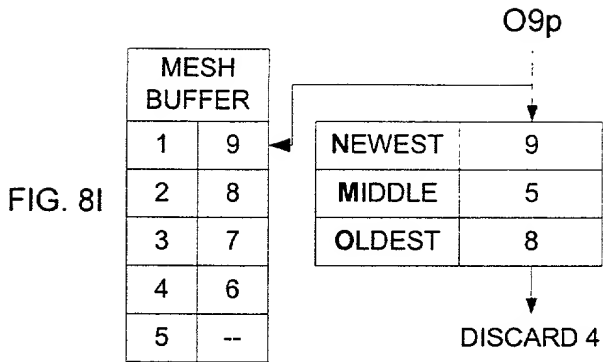 O9p
MESH
BUFFER
1 9
2 8
3 7
4 6
5 --
NEWEST 9
MIDDLE 5
OLDEST 8
FIG. 8I
DISCARD 4